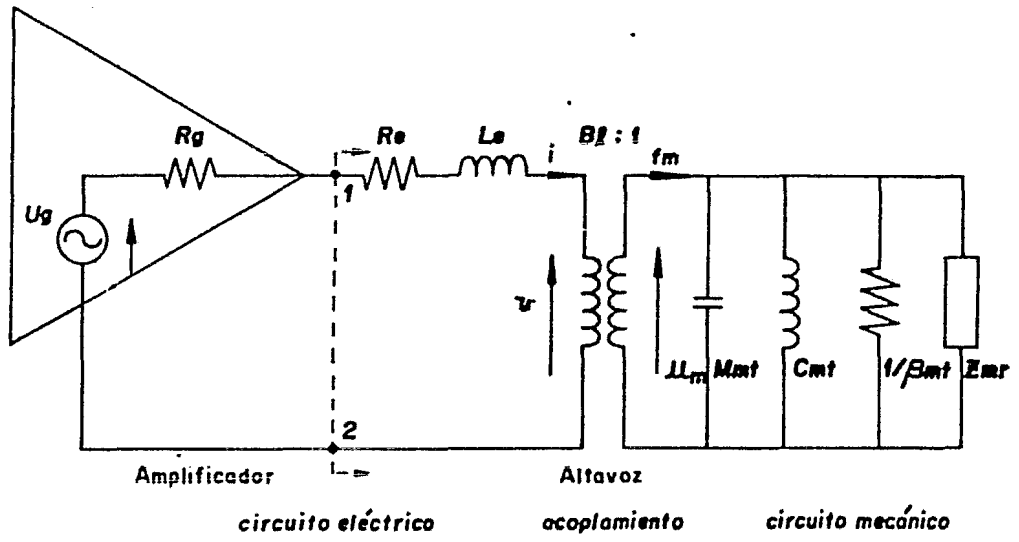 Rg
Re
Le
i
Bl : 1
fm
1
Ug
v
μm
Mmt
Cmt
1/βmt
Zmr
2
Amplificador
Altavoz
circuito eléctrico
acoplamiento
circuito mecánico